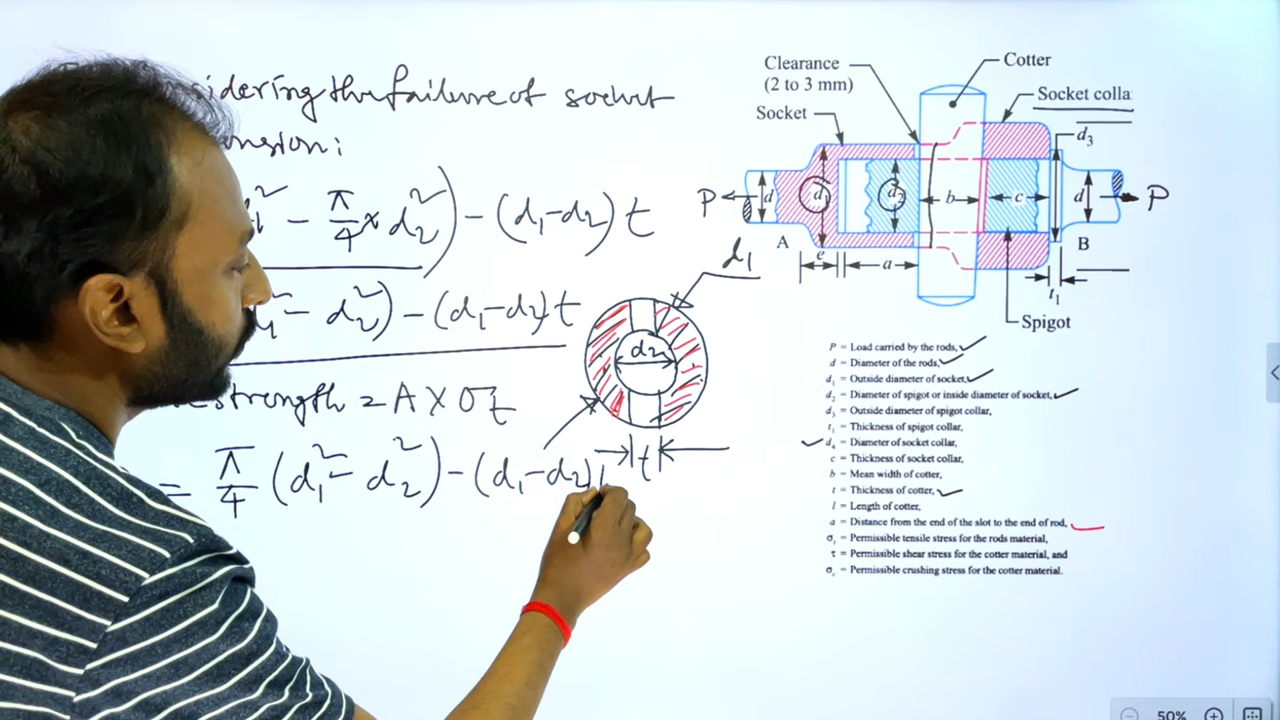 sidering the failure of socket
ension:
² − π/4 × d₂²) − (d₁−d₂) t
d₁² − d₂²) − (d₁−d₂) t
strength = A × σt
= π/4 (d₁² − d₂²) − (d₁−d₂)
d₁
d₂
t
Clearance
(2 to 3 mm)
Cotter
Socket colla
Socket
d₃
P
d
d₁
d₂
b
c
d
P
A
B
e
a
t₁
Spigot
P = Load carried by the rods,
d = Diameter of the rods,
d₁ = Outside diameter of socket,
d₂ = Diameter of spigot or inside diameter of socket,
d₃ = Outside diameter of spigot collar,
t₁ = Thickness of spigot collar,
d₄ = Diameter of socket collar,
c = Thickness of socket collar,
b = Mean width of cotter,
t = Thickness of cotter,
l = Length of cotter,
a = Distance from the end of the slot to the end of rod,
σt = Permissible tensile stress for the rods material,
τ = Permissible shear stress for the cotter material, and
σc = Permissible crushing stress for the cotter material.
50%